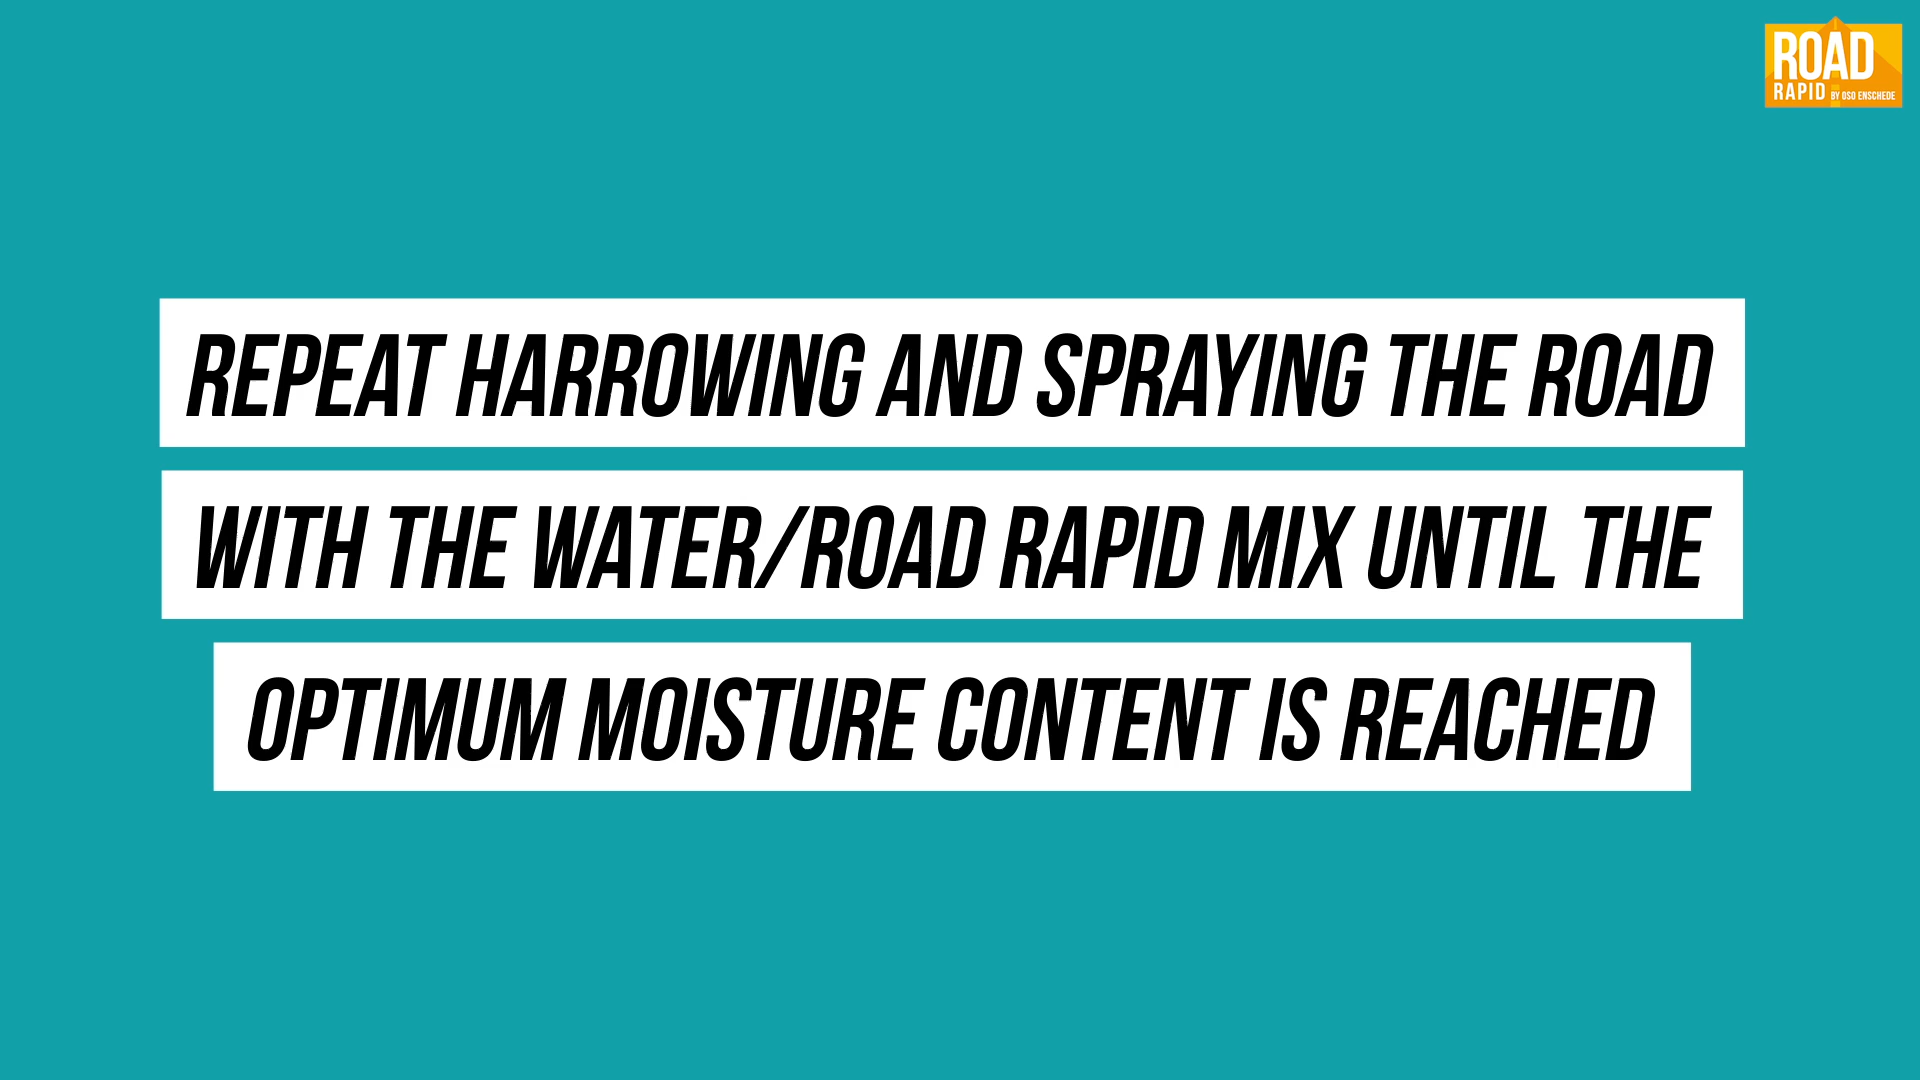 ROAD
RAPID BY OSO ENSCHEDE
REPEAT HARROWING AND SPRAYING THE ROAD
WITH THE WATER/ROAD RAPID MIX UNTIL THE
OPTIMUM MOISTURE CONTENT IS REACHED